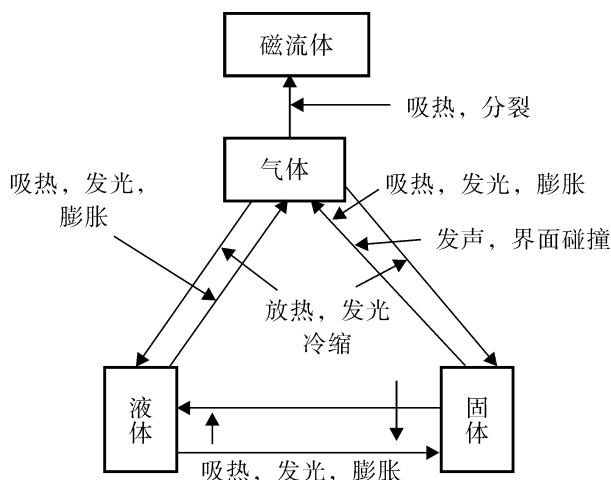 磁流体
吸热，分裂
气体
吸热，发光，
膨胀
吸热，发光，膨胀
发声，界面碰撞
放热，发光
冷缩
液
体
固
体
吸热，发光，膨胀